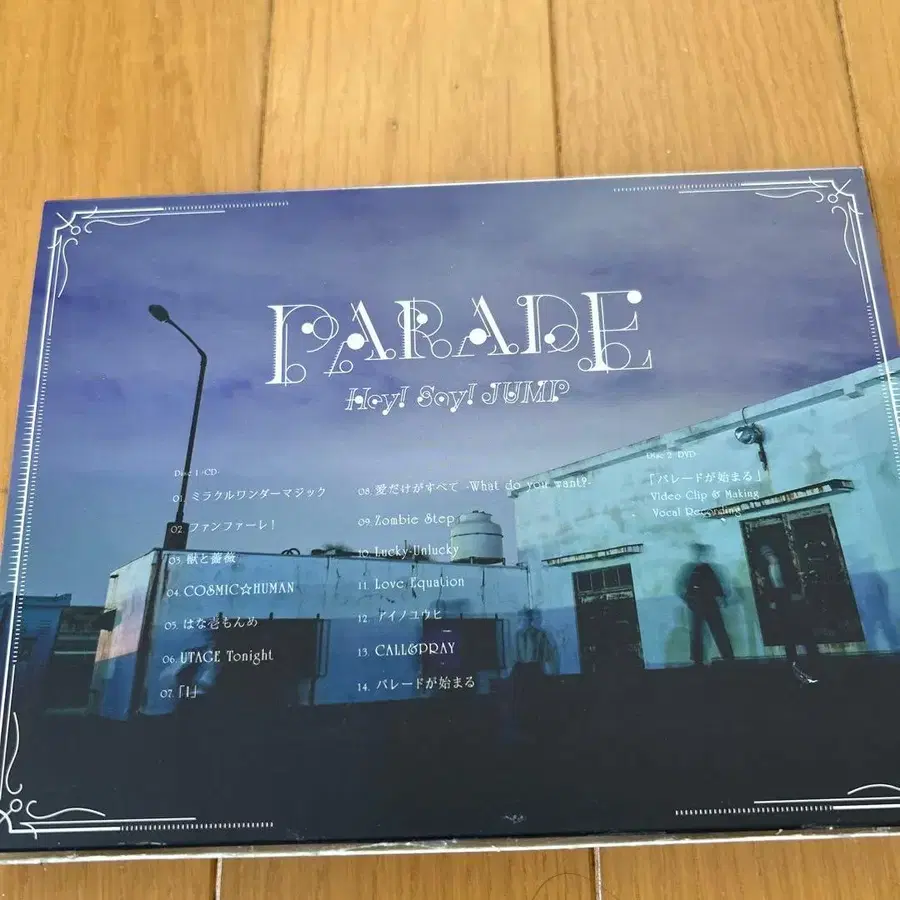 PARADE
Hey! Say! JUMP
Disc 1 -CD-
01. ミラクルワンダーマジック
02. ファンファーレ!
03. 獣と薔薇
04. COSMIC☆HUMAN
05. はな壱もんめ
06. UTAGE Tonight
07. 「I」
08. 愛だけがすべて -What do you want?-
09. Zombie Step
10. Lucky-Unlucky
11. Love Equation
12. アイノユウヒ
13. CALL&PRAY
14. パレードが始まる
Disc 2 -DVD-
「パレードが始まる」
Video Clip & Making
Vocal Recording